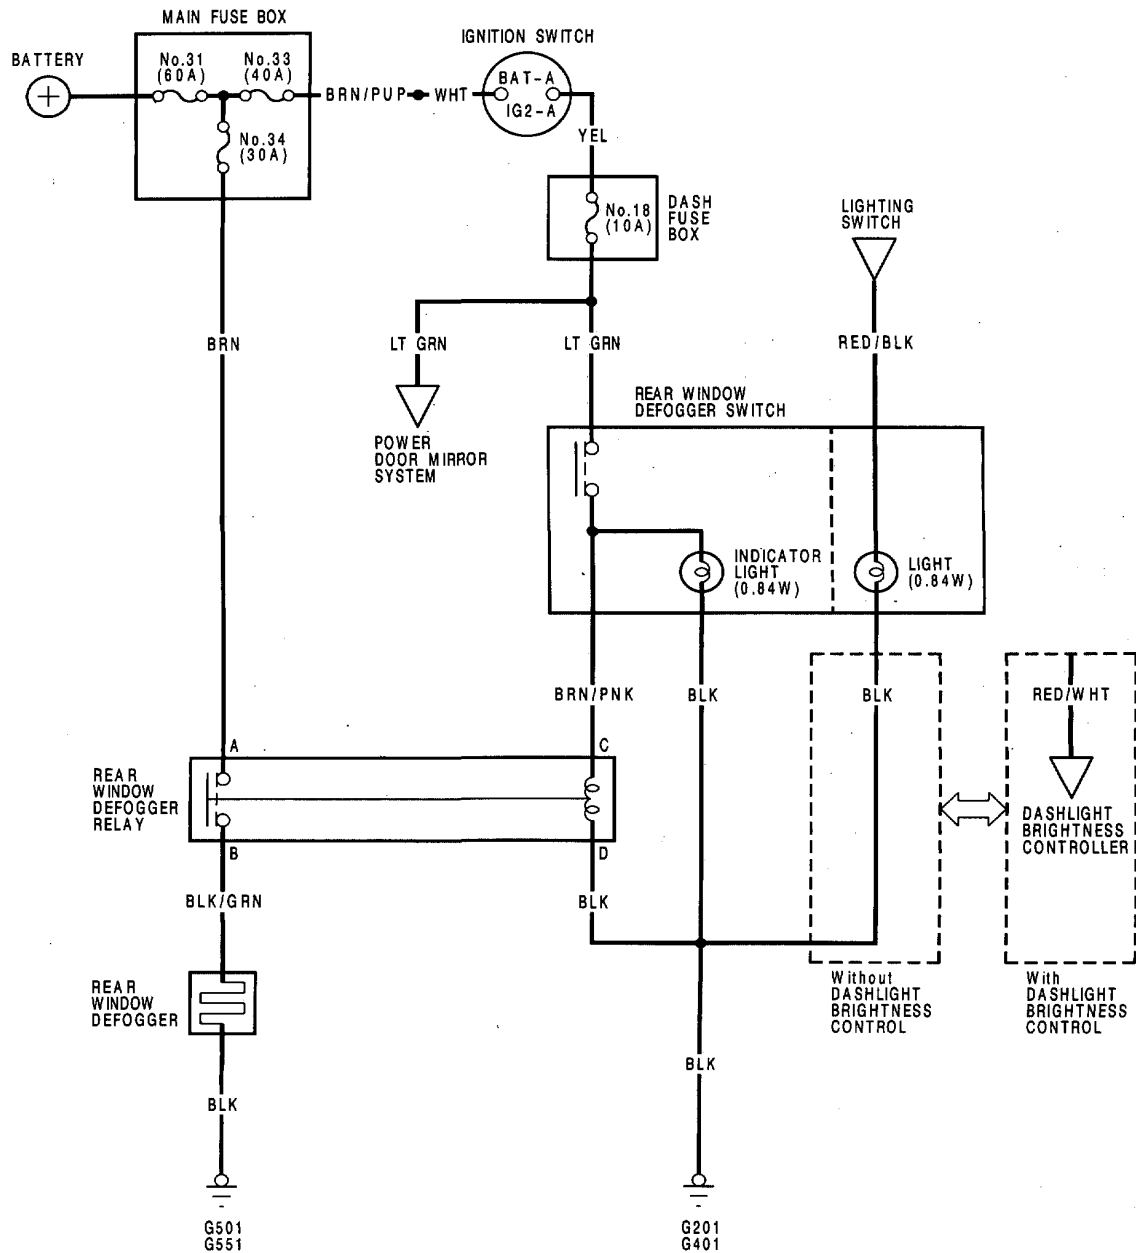 MAIN FUSE BOX
BATTERY
No.31
(60A)
No.33
(40A)
No.34
(30A)
BRN/PUP
WHT
IGNITION SWITCH
BAT-A
IG2-A
YEL
No.18
(10A)
DASH
FUSE
BOX
LIGHTING
SWITCH
BRN
LT GRN
LT GRN
RED/BLK
POWER
DOOR MIRROR
SYSTEM
REAR WINDOW
DEFOGGER SWITCH
INDICATOR
LIGHT
(0.84W)
LIGHT
(0.84W)
BRN/PNK
BLK
BLK
RED/WHT
A
C
REAR
WINDOW
DEFOGGER
RELAY
B
D
DASHLIGHT
BRIGHTNESS
CONTROLLER
BLK/GRN
BLK
REAR
WINDOW
DEFOGGER
Without
DASHLIGHT
BRIGHTNESS
CONTROL
With
DASHLIGHT
BRIGHTNESS
CONTROL
BLK
BLK
G501
G551
G201
G401